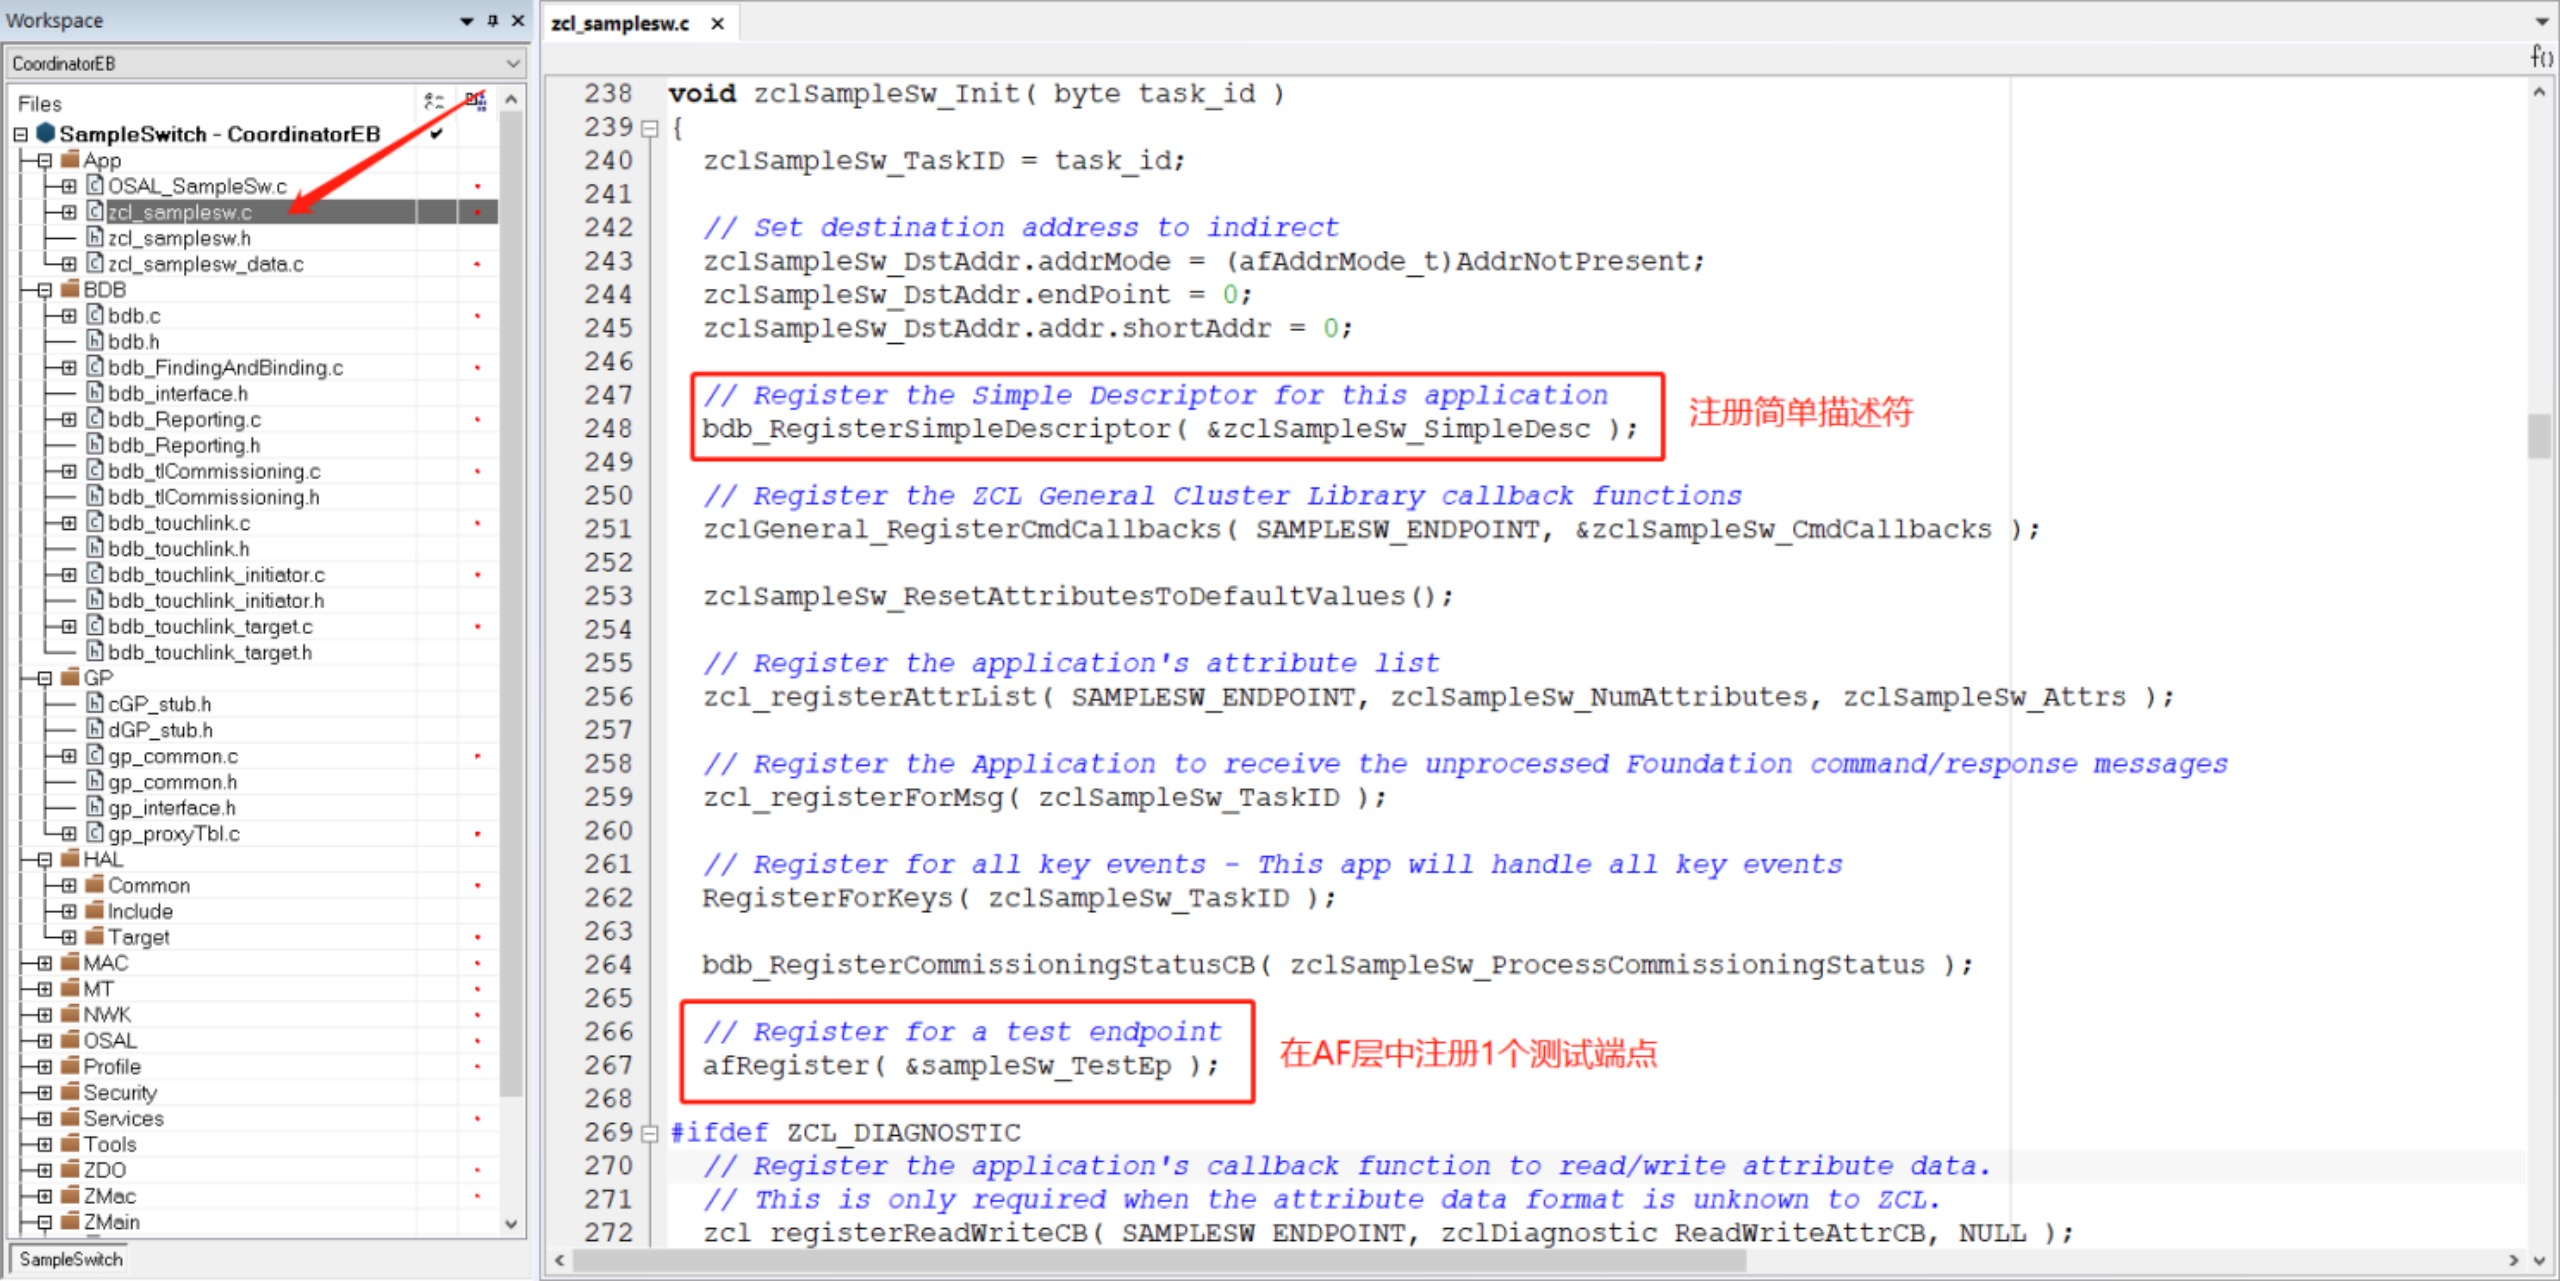 Workspace
CoordinatorEB
Files
SampleSwitch - CoordinatorEB
App
OSAL_SampleSw.c
zcl_samplesw.c
zcl_samplesw.h
zcl_samplesw_data.c
BDB
bdb.c
bdb.h
bdb_FindingAndBinding.c
bdb_interface.h
bdb_Reporting.c
bdb_Reporting.h
bdb_tlCommissioning.c
bdb_tlCommissioning.h
bdb_touchlink.c
bdb_touchlink.h
bdb_touchlink_initiator.c
bdb_touchlink_initiator.h
bdb_touchlink_target.c
bdb_touchlink_target.h
GP
cGP_stub.h
dGP_stub.h
gp_common.c
gp_common.h
gp_interface.h
gp_proxyTbl.c
HAL
Common
Include
Target
MAC
MT
NWK
OSAL
Profile
Security
Services
Tools
ZDO
ZMac
ZMain
SampleSwitch
zcl_samplesw.c
f()
238 void zclSampleSw_Init( byte task_id )
239 {
240 zclSampleSw_TaskID = task_id;
241
242 // Set destination address to indirect
243 zclSampleSw_DstAddr.addrMode = (afAddrMode_t)AddrNotPresent;
244 zclSampleSw_DstAddr.endPoint = 0;
245 zclSampleSw_DstAddr.addr.shortAddr = 0;
246
247 // Register the Simple Descriptor for this application
248 bdb_RegisterSimpleDescriptor( &zclSampleSw_SimpleDesc );
注册简单描述符
249
250 // Register the ZCL General Cluster Library callback functions
251 zclGeneral_RegisterCmdCallbacks( SAMPLESW_ENDPOINT, &zclSampleSw_CmdCallbacks );
252
253 zclSampleSw_ResetAttributesToDefaultValues();
254
255 // Register the application's attribute list
256 zcl_registerAttrList( SAMPLESW_ENDPOINT, zclSampleSw_NumAttributes, zclSampleSw_Attrs );
257
258 // Register the Application to receive the unprocessed Foundation command/response messages
259 zcl_registerForMsg( zclSampleSw_TaskID );
260
261 // Register for all key events - This app will handle all key events
262 RegisterForKeys( zclSampleSw_TaskID );
263
264 bdb_RegisterCommissioningStatusCB( zclSampleSw_ProcessCommissioningStatus );
265
266 // Register for a test endpoint
267 afRegister( &sampleSw_TestEp );
在AF层中注册1个测试端点
268
269 #ifdef ZCL_DIAGNOSTIC
270 // Register the application's callback function to read/write attribute data.
271 // This is only required when the attribute data format is unknown to ZCL.
272 zcl_registerReadWriteCB( SAMPLESW_ENDPOINT, zclDiagnostic_ReadWriteAttrCB, NULL );